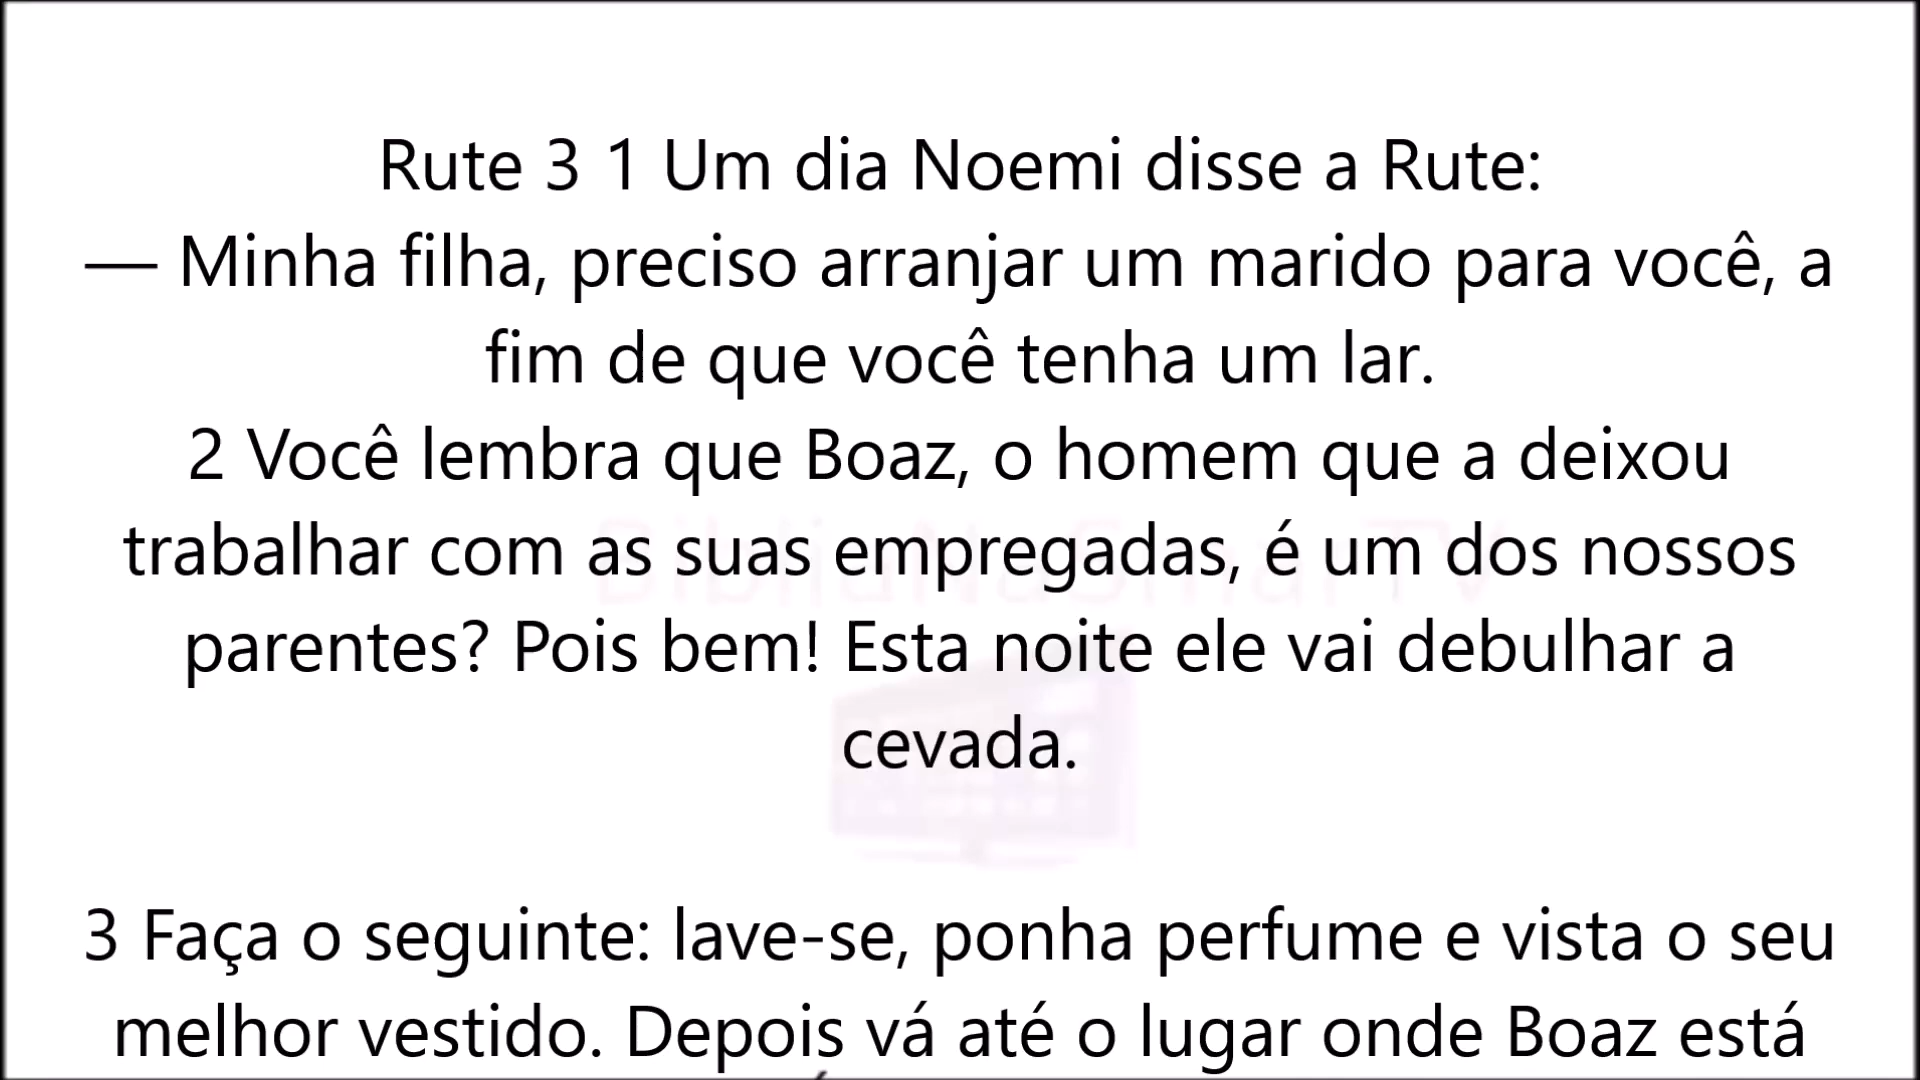 Rute 3 1 Um dia Noemi disse a Rute:
— Minha filha, preciso arranjar um marido para você, a
fim de que você tenha um lar.
2 Você lembra que Boaz, o homem que a deixou
trabalhar com as suas empregadas, é um dos nossos
parentes? Pois bem! Esta noite ele vai debulhar a
cevada.
3 Faça o seguinte: lave-se, ponha perfume e vista o seu
melhor vestido. Depois vá até o lugar onde Boaz está